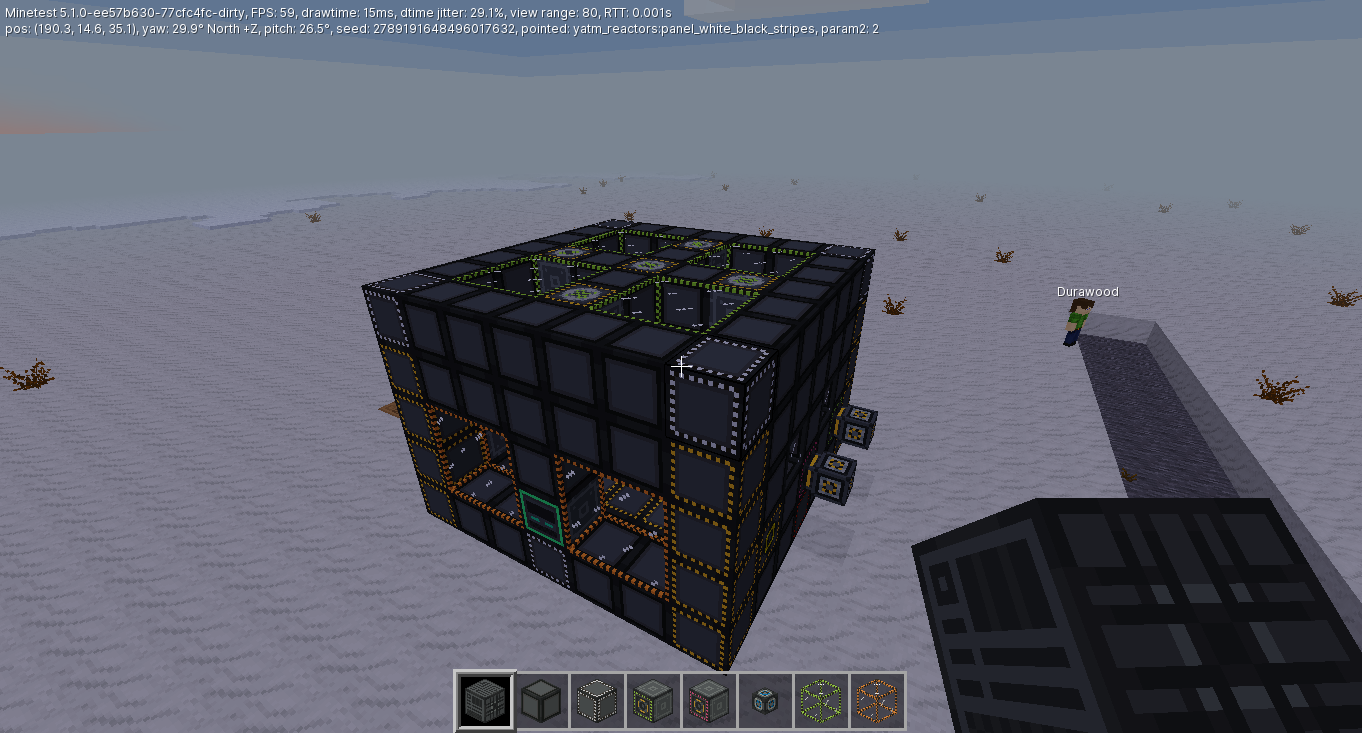 Minetest 5.1.0-ee57b630-77cfc4fc-dirty, FPS: 59, drawtime: 15ms, dtime jitter: 29.1%, view range: 80, RTT: 0.001s
pos: (190.3, 14.6, 35.1), yaw: 29.9° North +Z, pitch: 26.5°, seed: 2789191648496017632, pointed: yatm_reactors:panel_white_black_stripes, param2: 2
Durawood